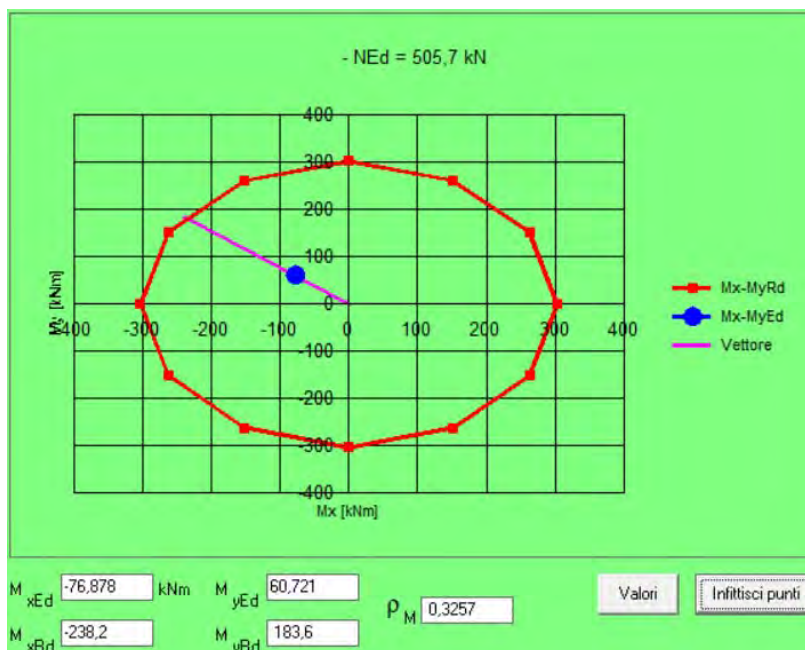 - NEd = 505,7 kN
400
300
200
100
0
-400 -300 -200 -100 0 100 200 300 400
-100
-200
-300
-400
Mx [kNm]
My [kNm]
Mx-MyRd
Mx-MyEd
Vettore
M xEd -76,878 kNm M yEd 60,721
ρ M 0,3257
Valori Infittisci punti
M xRd -238,2 M yRd 183,6